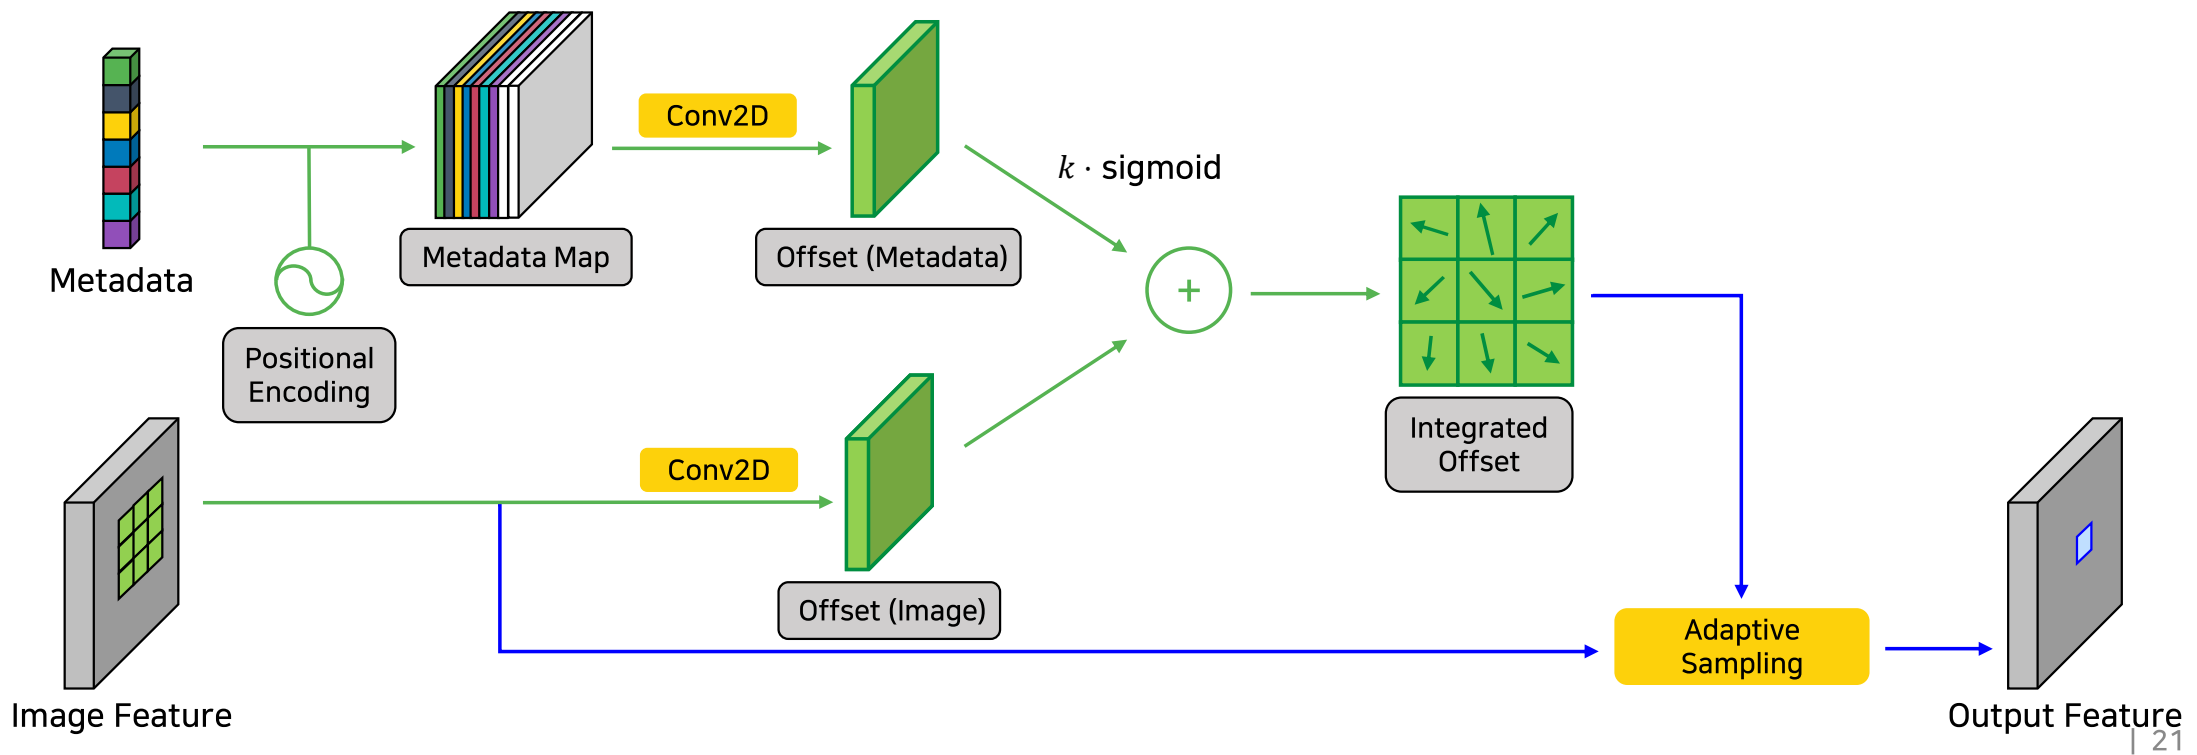 Metadata
Positional
Encoding
Metadata Map
Conv2D
Offset (Metadata)
k · sigmoid
+
Integrated
Offset
Image Feature
Conv2D
Offset (Image)
Adaptive
Sampling
Output Feature
| 21